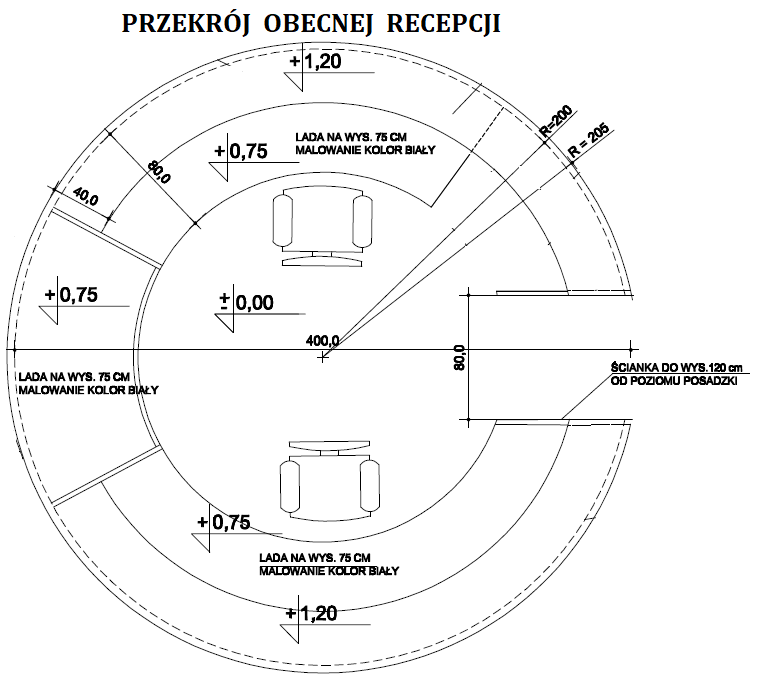 PRZEKRÓJ OBECNEJ RECEPCJI
+1,20
LADA NA WYS. 75 CM
MALOWANIE KOLOR BIAŁY
+0,75
R=200
R = 205
80,0
40,0
+0,75
± 0,00
400,0
80,0
ŚCIANKA DO WYS.120 cm
OD POZIOMU POSADZKI
LADA NA WYS. 75 CM
MALOWANIE KOLOR BIAŁY
+0,75
LADA NA WYS. 75 CM
MALOWANIE KOLOR BIAŁY
+1,20